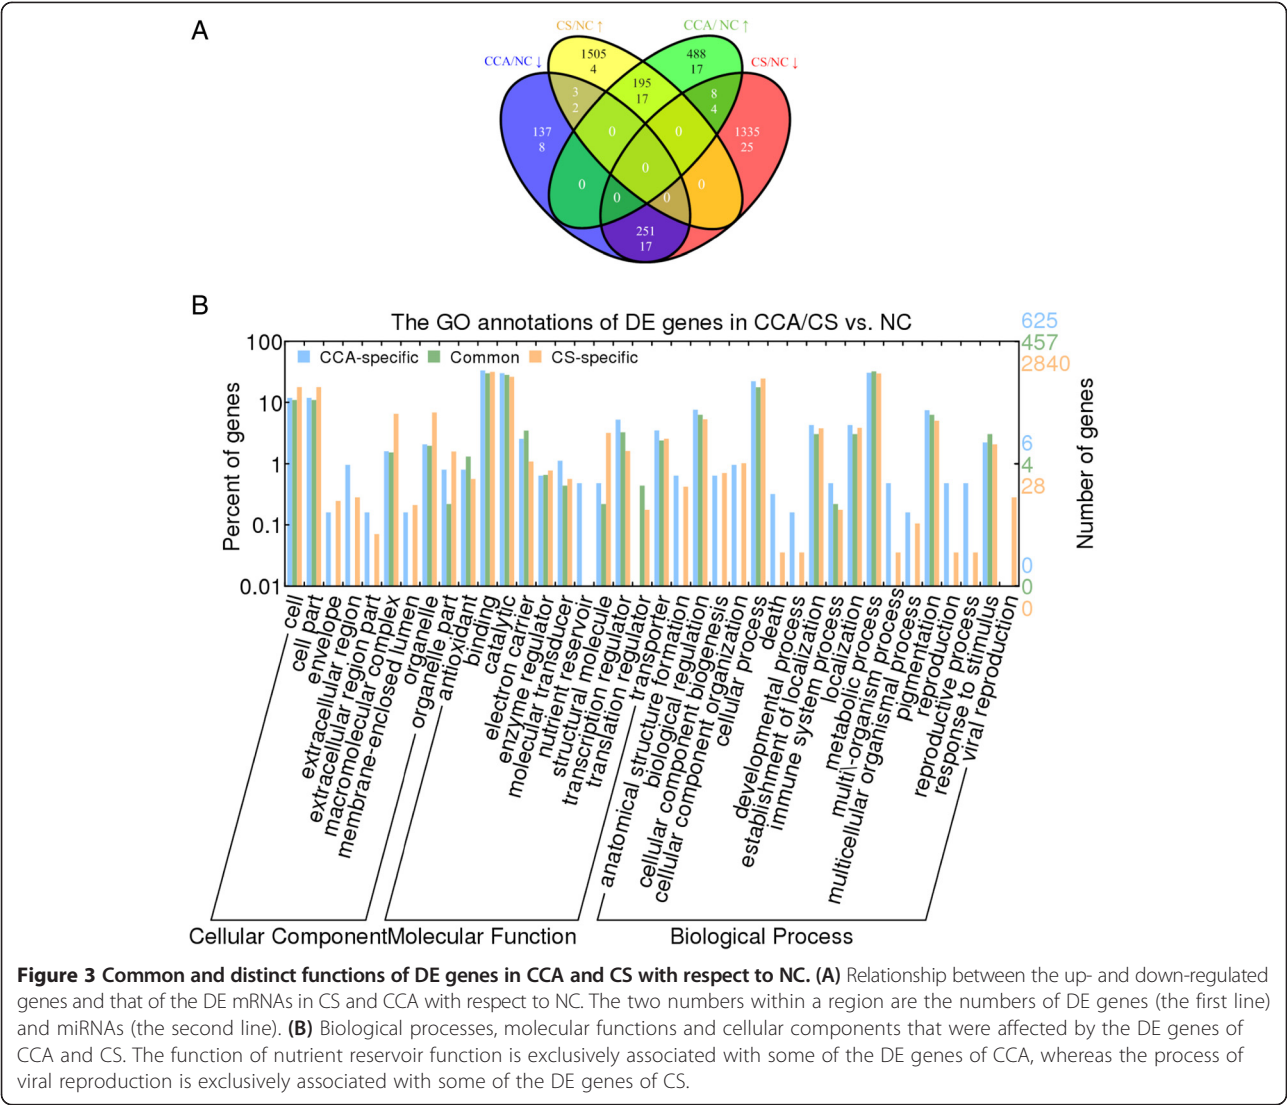 A
CS/NC ↑
CCA/ NC ↑
CCA/NC ↓
CS/NC ↓
1505
4
488
17
195
17
3
2
8
4
137
8
0
0
1335
25
0
0
0
0
0
251
17
B
The GO annotations of DE genes in CCA/CS vs. NC
CCA-specific
Common
CS-specific
Percent of genes
100
10
1
0.1
0.01
625
457
2840
6
4
28
0
0
0
Number of genes
cell
cell part
envelope
extracellular region
extracellular region part
macromolecular complex
membrane-enclosed lumen
organelle
organelle part
antioxidant
binding
catalytic
electron carrier
enzyme regulator
molecular transducer
nutrient reservoir
structural molecule
transcription regulator
translation regulator
transporter
anatomical structure formation
biological regulation
cellular component biogenesis
cellular component organization
cellular process
death
developmental process
establishment of localization
immune system process
localization
metabolic process
multi\-organism process
multicellular organismal process
pigmentation
reproduction
reproductive process
response to stimulus
viral reproduction
Cellular Component
Molecular Function
Biological Process
Figure 3 Common and distinct functions of DE genes in CCA and CS with respect to NC. (A) Relationship between the up- and down-regulated
genes and that of the DE mRNAs in CS and CCA with respect to NC. The two numbers within a region are the numbers of DE genes (the first line)
and miRNAs (the second line). (B) Biological processes, molecular functions and cellular components that were affected by the DE genes of
CCA and CS. The function of nutrient reservoir function is exclusively associated with some of the DE genes of CCA, whereas the process of
viral reproduction is exclusively associated with some of the DE genes of CS.